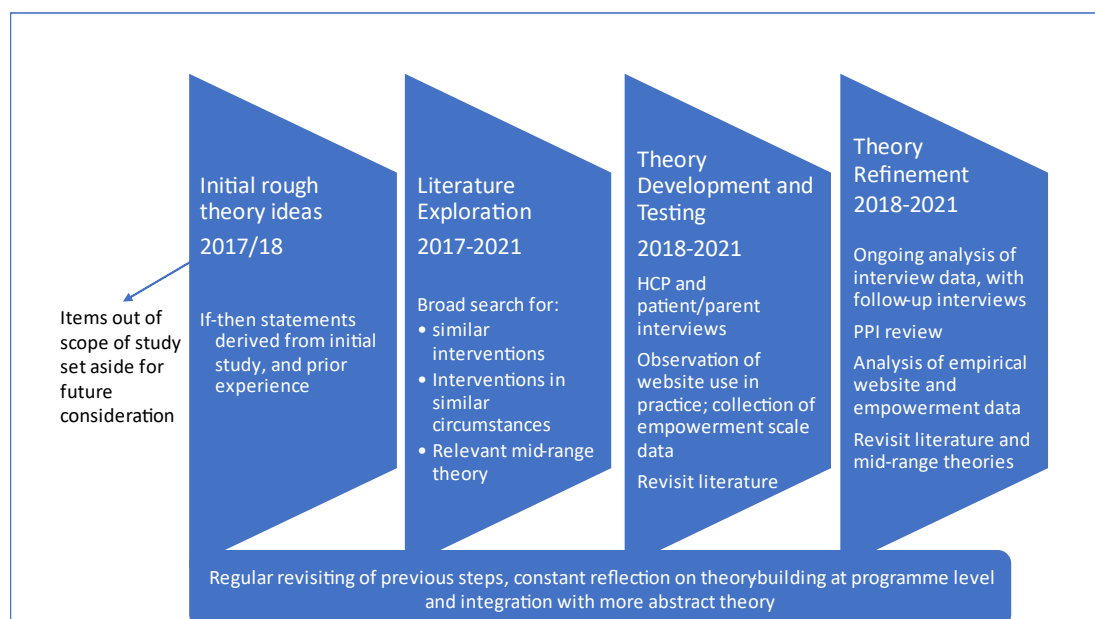 Initial rough
theory ideas
2017/18
If-then statements
derived from initial
study, and prior
experience
Items out of
scope of study
set aside for
future
consideration
Literature
Exploration
2017-2021
Broad search for:
• similar
interventions
• Interventions in
similar
circumstances
• Relevant mid-range
theory
Theory
Development and
Testing
2018-2021
HCP and
patient/parent
interviews
Observation of
website use in
practice; collection of
empowerment scale
data
Revisit literature
Theory
Refinement
2018-2021
Ongoing analysis of
interview data, with
follow-up interviews
PPI review
Analysis of empirical
website and
empowerment data
Revisit literature and
mid-range theories
Regular revisiting of previous steps, constant reflection on theory-building at programme level
and integration with more abstract theory